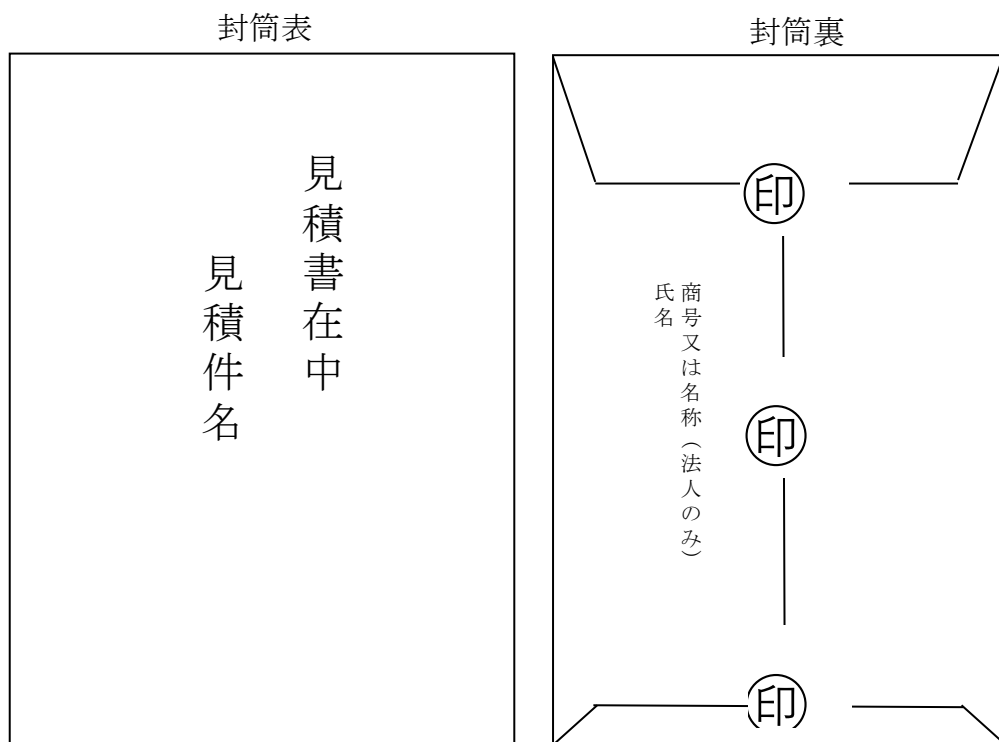 封筒表
見積書在中
見積件名
封筒裏
印
商号又は名称（法人のみ）
氏名
印
印